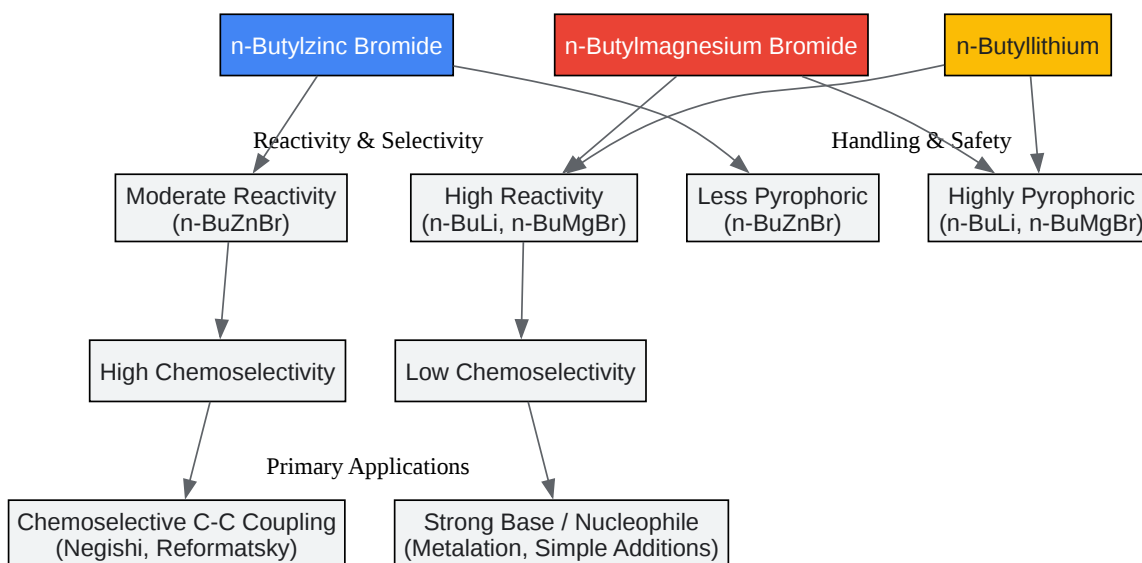 n-Butylzinc Bromide
n-Butylmagnesium Bromide
n-Butyllithium
Reactivity & Selectivity
Handling & Safety
Moderate Reactivity
(n-BuZnBr)
High Reactivity
(n-BuLi, n-BuMgBr)
Less Pyrophoric
(n-BuZnBr)
Highly Pyrophoric
(n-BuLi, n-BuMgBr)
High Chemoselectivity
Low Chemoselectivity
Primary Applications
Chemoselective C-C Coupling
(Negishi, Reformatsky)
Strong Base / Nucleophile
(Metalation, Simple Additions)